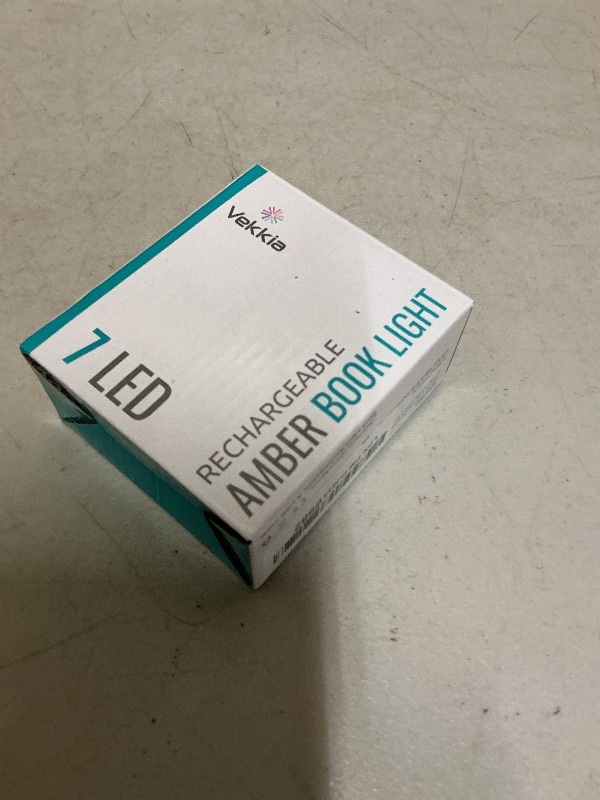 Vekkia
7 LED
RECHARGEABLE
AMBER BOOK LIGHT